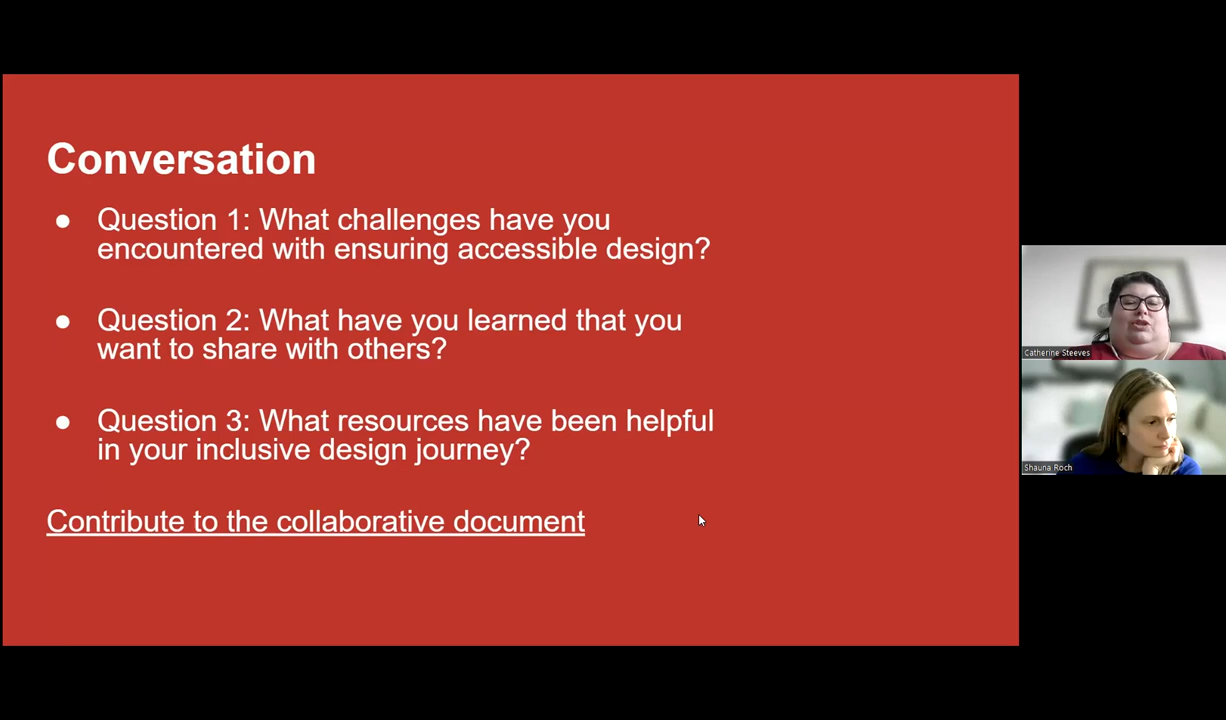 Conversation
● Question 1: What challenges have you
encountered with ensuring accessible design?
● Question 2: What have you learned that you
want to share with others?
● Question 3: What resources have been helpful
in your inclusive design journey?
Contribute to the collaborative document
Catherine Steeves
Shauna Roch